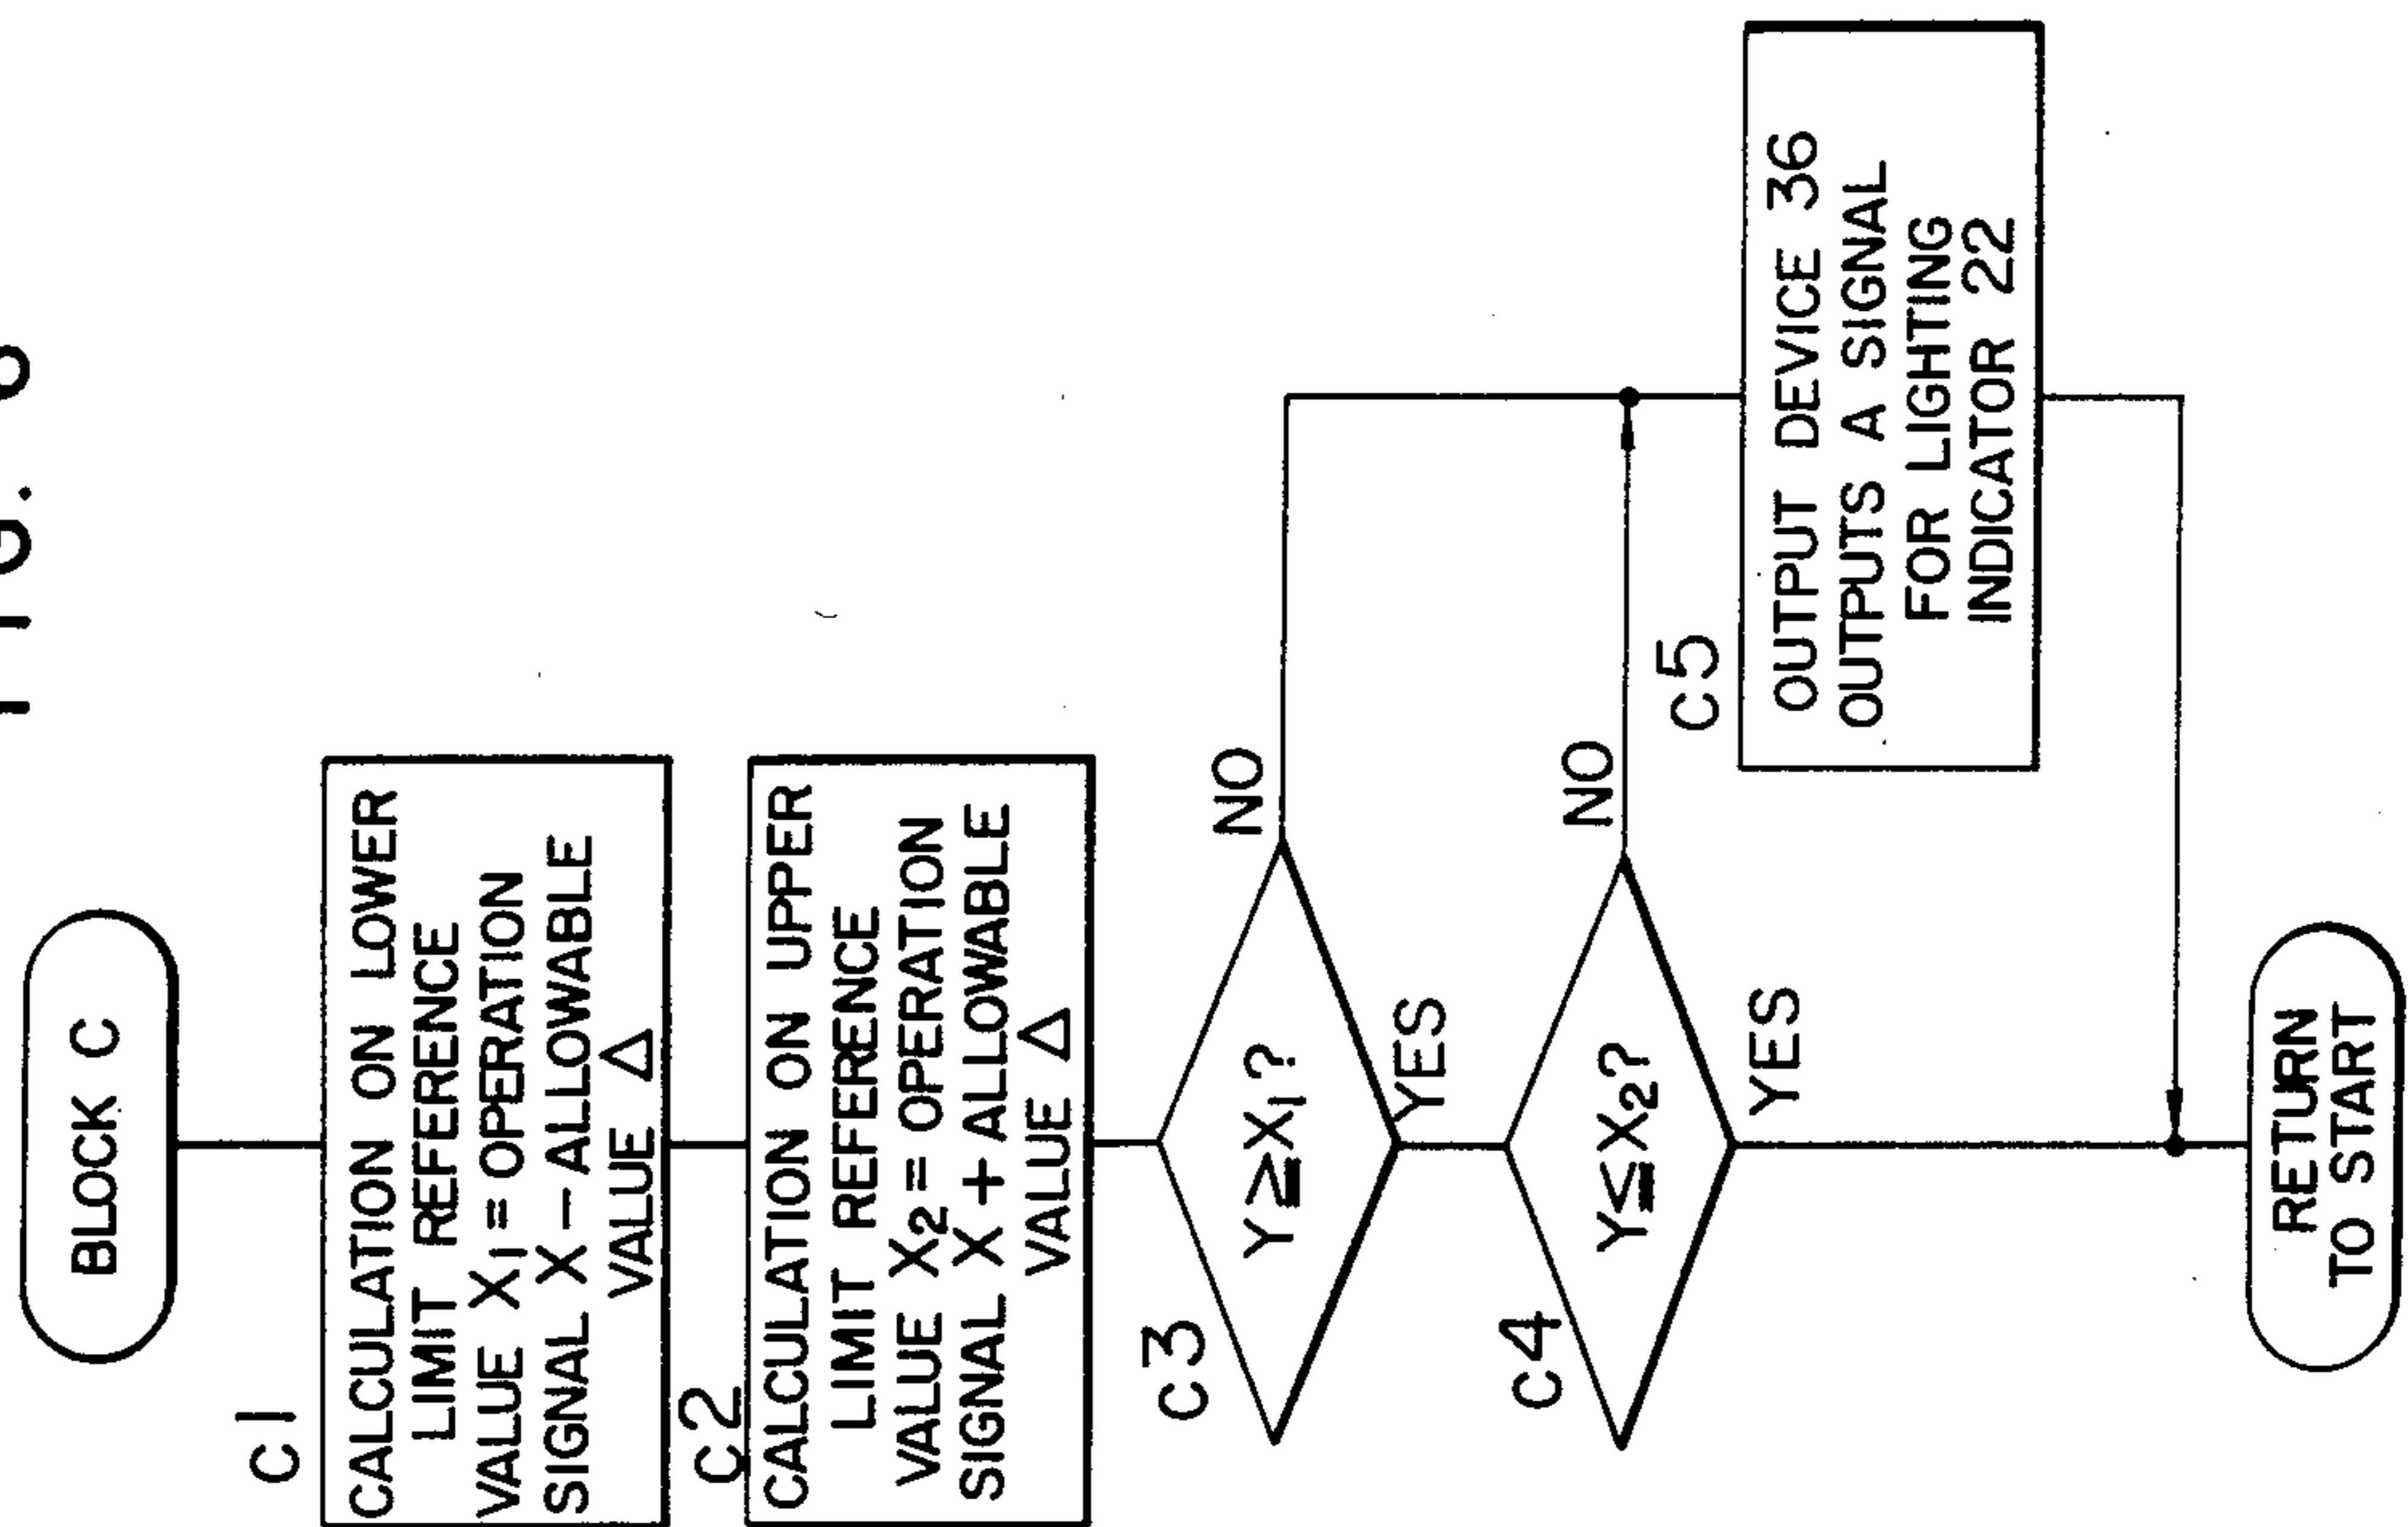 FIG.
BLOCK C
C1
CALCULATION ON LOWER
LIMIT REFERENCE
VALUE X₁ = OPERATION
SIGNAL X − ALLOWABLE
VALUE △
C2
CALCULATION ON UPPER
LIMIT REFERENCE
VALUE X₂ = OPERATION
SIGNAL X + ALLOWABLE
VALUE △
C3
Y≧X₁?
NO
YES
C4
Y≦X₂?
NO
YES
C5
OUTPUT DEVICE 36
OUTPUTS A SIGNAL
FOR LIGHTING
INDICATOR 22
RETURN
TO START